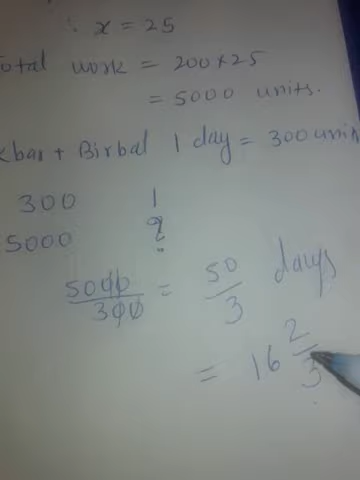 ∴ x = 25
Total work = 200 × 25
= 5000 units.
kbar + Birbal 1 day = 300 unit
300 1
5000 ?
5000/300 = 50/3 days
= 16 2/3